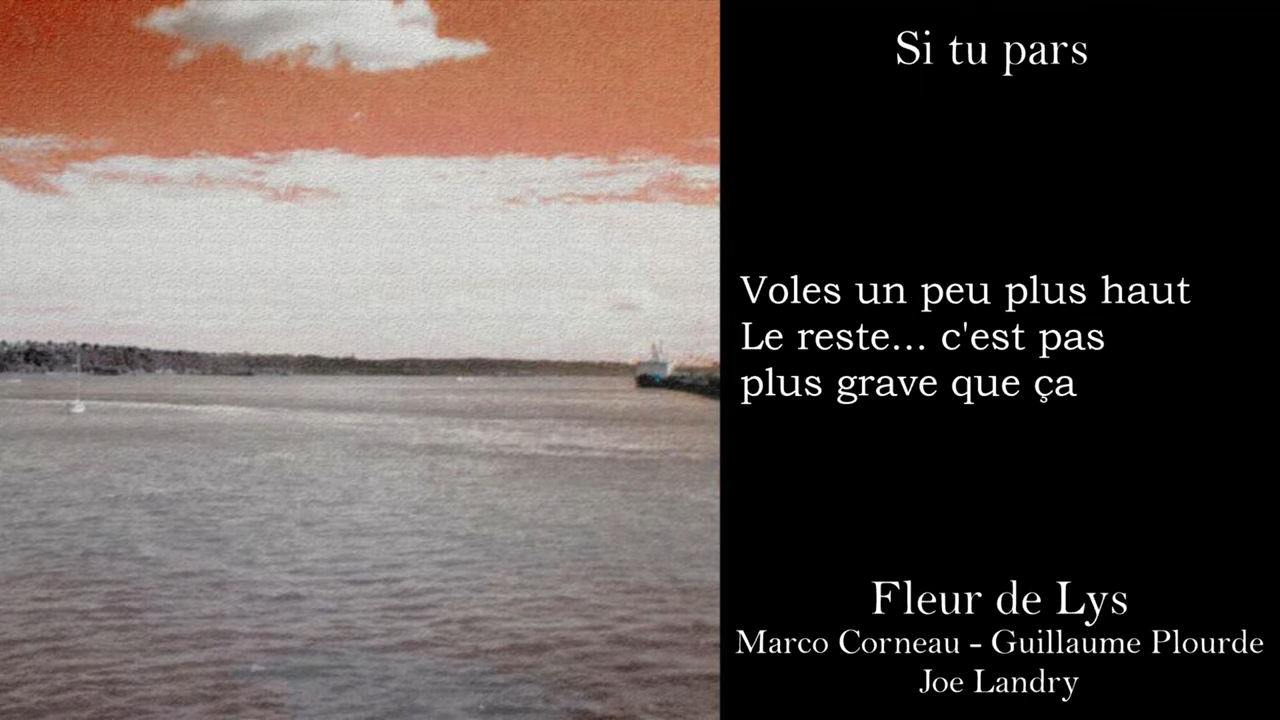 Si tu pars
Voles un peu plus haut
Le reste... c'est pas
plus grave que ça
Fleur de Lys
Marco Corneau - Guillaume Plourde
Joe Landry